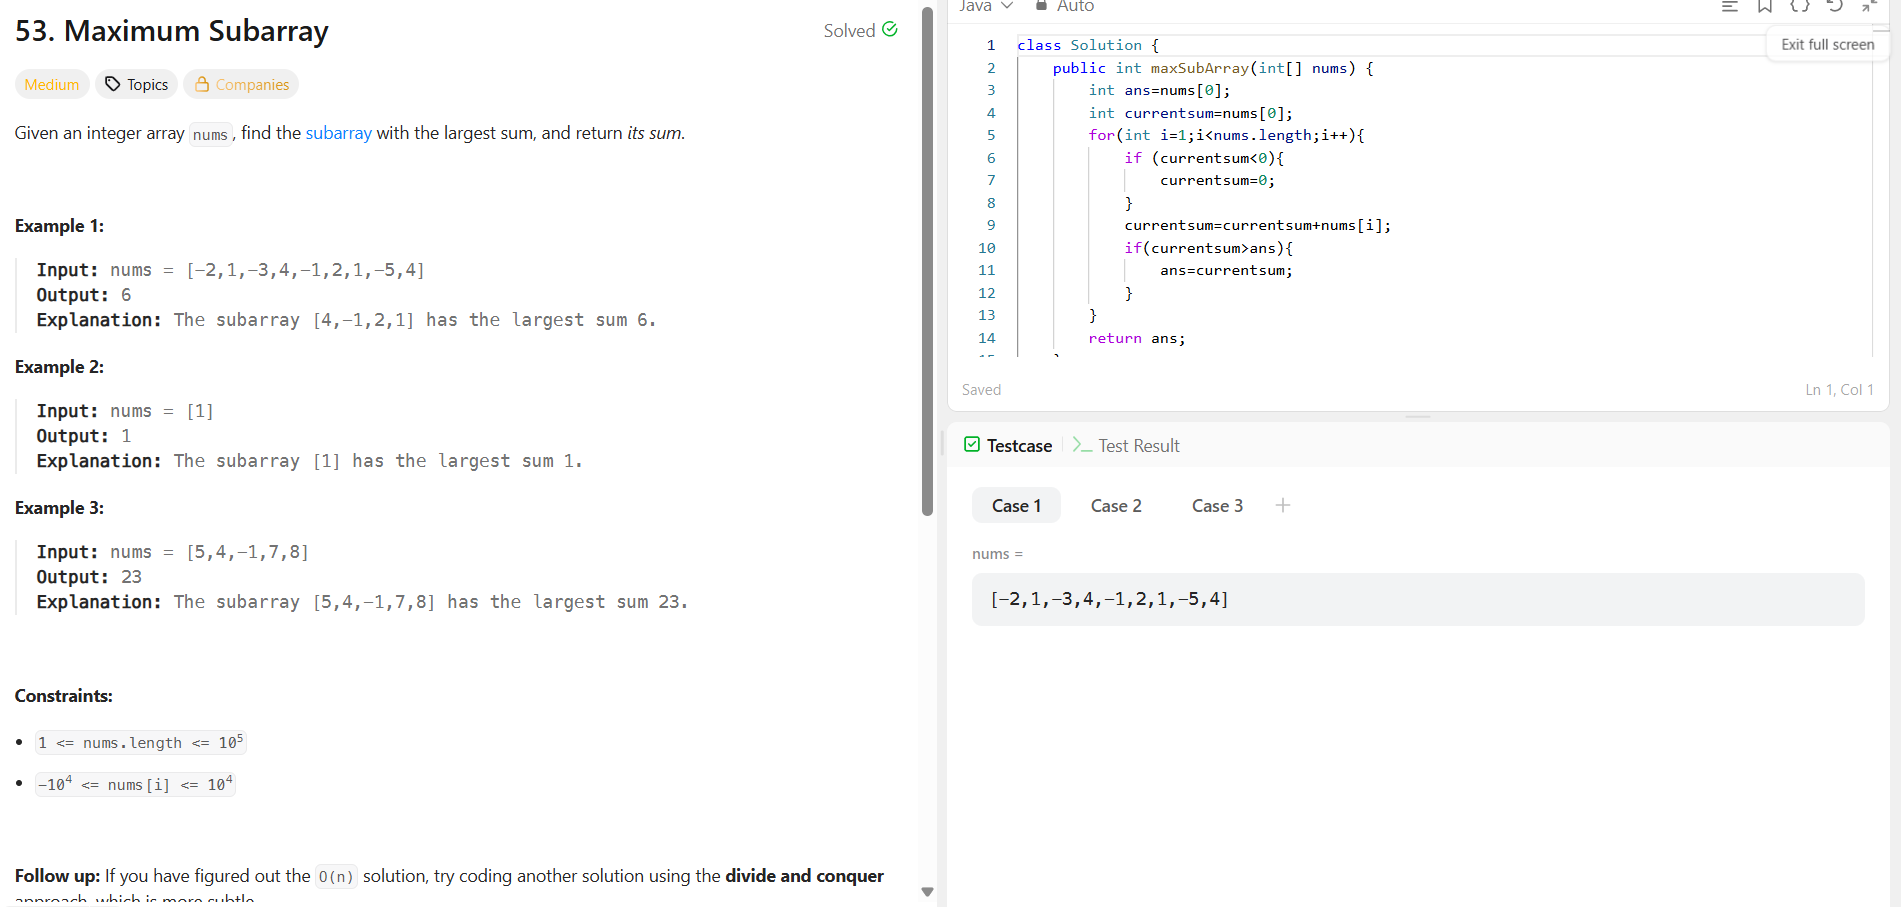 53. Maximum Subarray
Solved
Medium
Topics
Companies
Given an integer array nums, find the subarray with the largest sum, and return its sum.
Example 1:
Input: nums = [-2,1,-3,4,-1,2,1,-5,4]
Output: 6
Explanation: The subarray [4,-1,2,1] has the largest sum 6.
Example 2:
Input: nums = [1]
Output: 1
Explanation: The subarray [1] has the largest sum 1.
Example 3:
Input: nums = [5,4,-1,7,8]
Output: 23
Explanation: The subarray [5,4,-1,7,8] has the largest sum 23.
Constraints:
• 1 <= nums.length <= 10⁵
• -10⁴ <= nums[i] <= 10⁴
Follow up: If you have figured out the O(n) solution, try coding another solution using the divide and conquer
approach, which is more subtle.
Java
Auto
Exit full screen
1 class Solution {
2 public int maxSubArray(int[] nums) {
3 int ans=nums[0];
4 int currentsum=nums[0];
5 for(int i=1;i<nums.length;i++){
6 if (currentsum<0){
7 currentsum=0;
8 }
9 currentsum=currentsum+nums[i];
10 if(currentsum>ans){
11 ans=currentsum;
12 }
13 }
14 return ans;
Saved
Ln 1, Col 1
Testcase
Test Result
Case 1
Case 2
Case 3
nums =
[-2,1,-3,4,-1,2,1,-5,4]